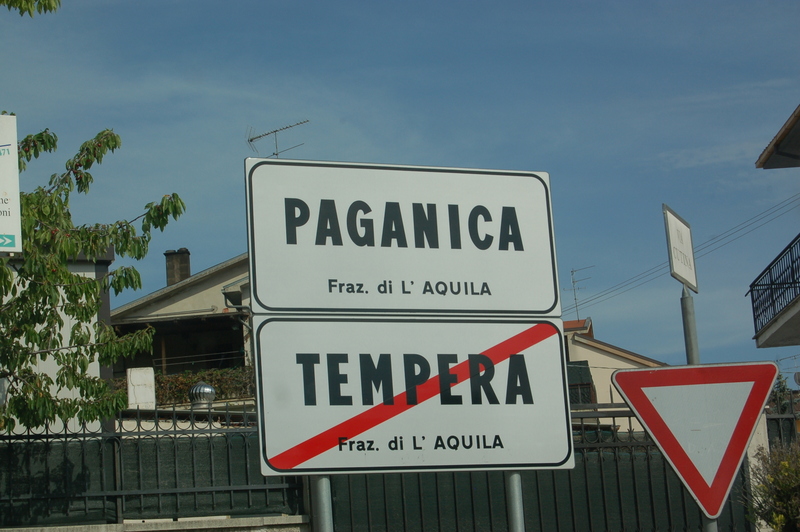 PAGANICA
Fraz. di L' AQUILA
TEMPERA
Fraz. di L' AQUILA